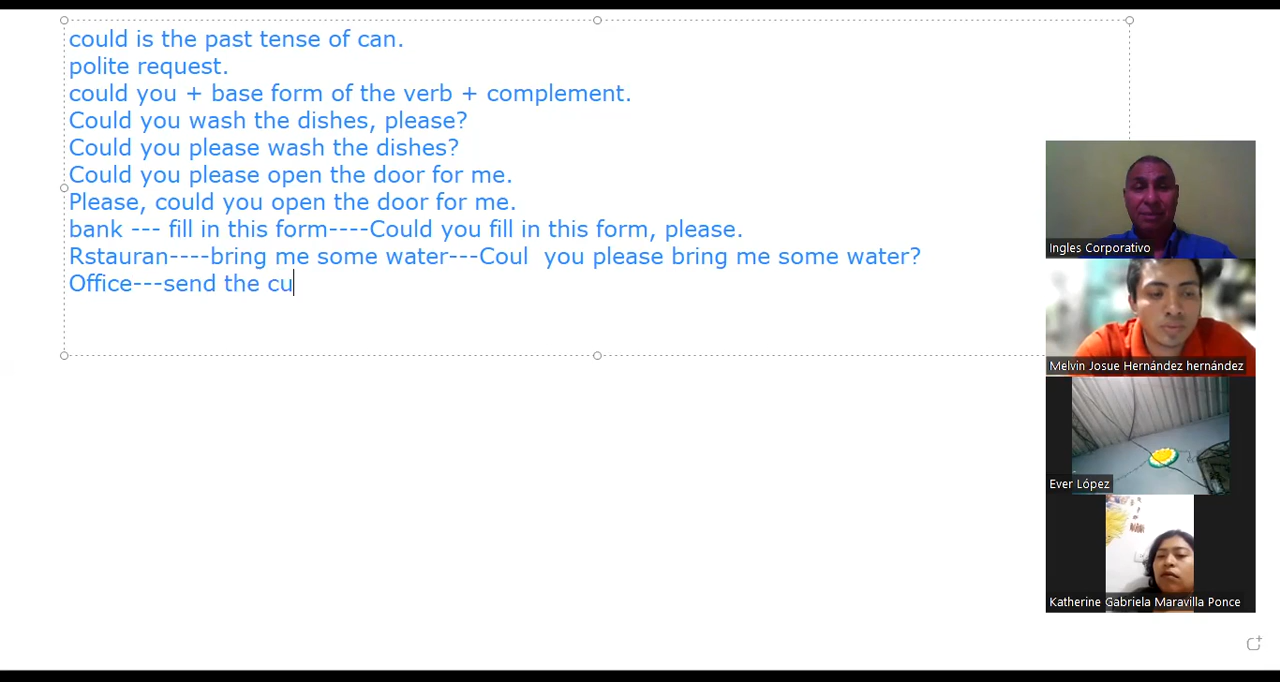 could is the past tense of can.
polite request.
could you + base form of the verb + complement.
Could you wash the dishes, please?
Could you please wash the dishes?
Could you please open the door for me.
Please, could you open the door for me.
bank --- fill in this form----Could you fill in this form, please.
Rstauran----bring me some water---Coul  you please bring me some water?
Office---send the cu
Ingles Corporativo
Melvin Josue Hernández hernández
Ever López
Katherine Gabriela Maravilla Ponce